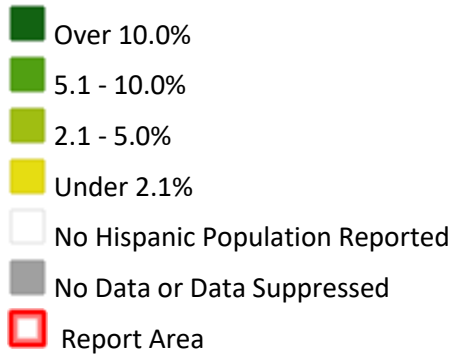 Over 10.0%
5.1 - 10.0%
2.1 - 5.0%
Under 2.1%
No Hispanic Population Reported
No Data or Data Suppressed
Report Area